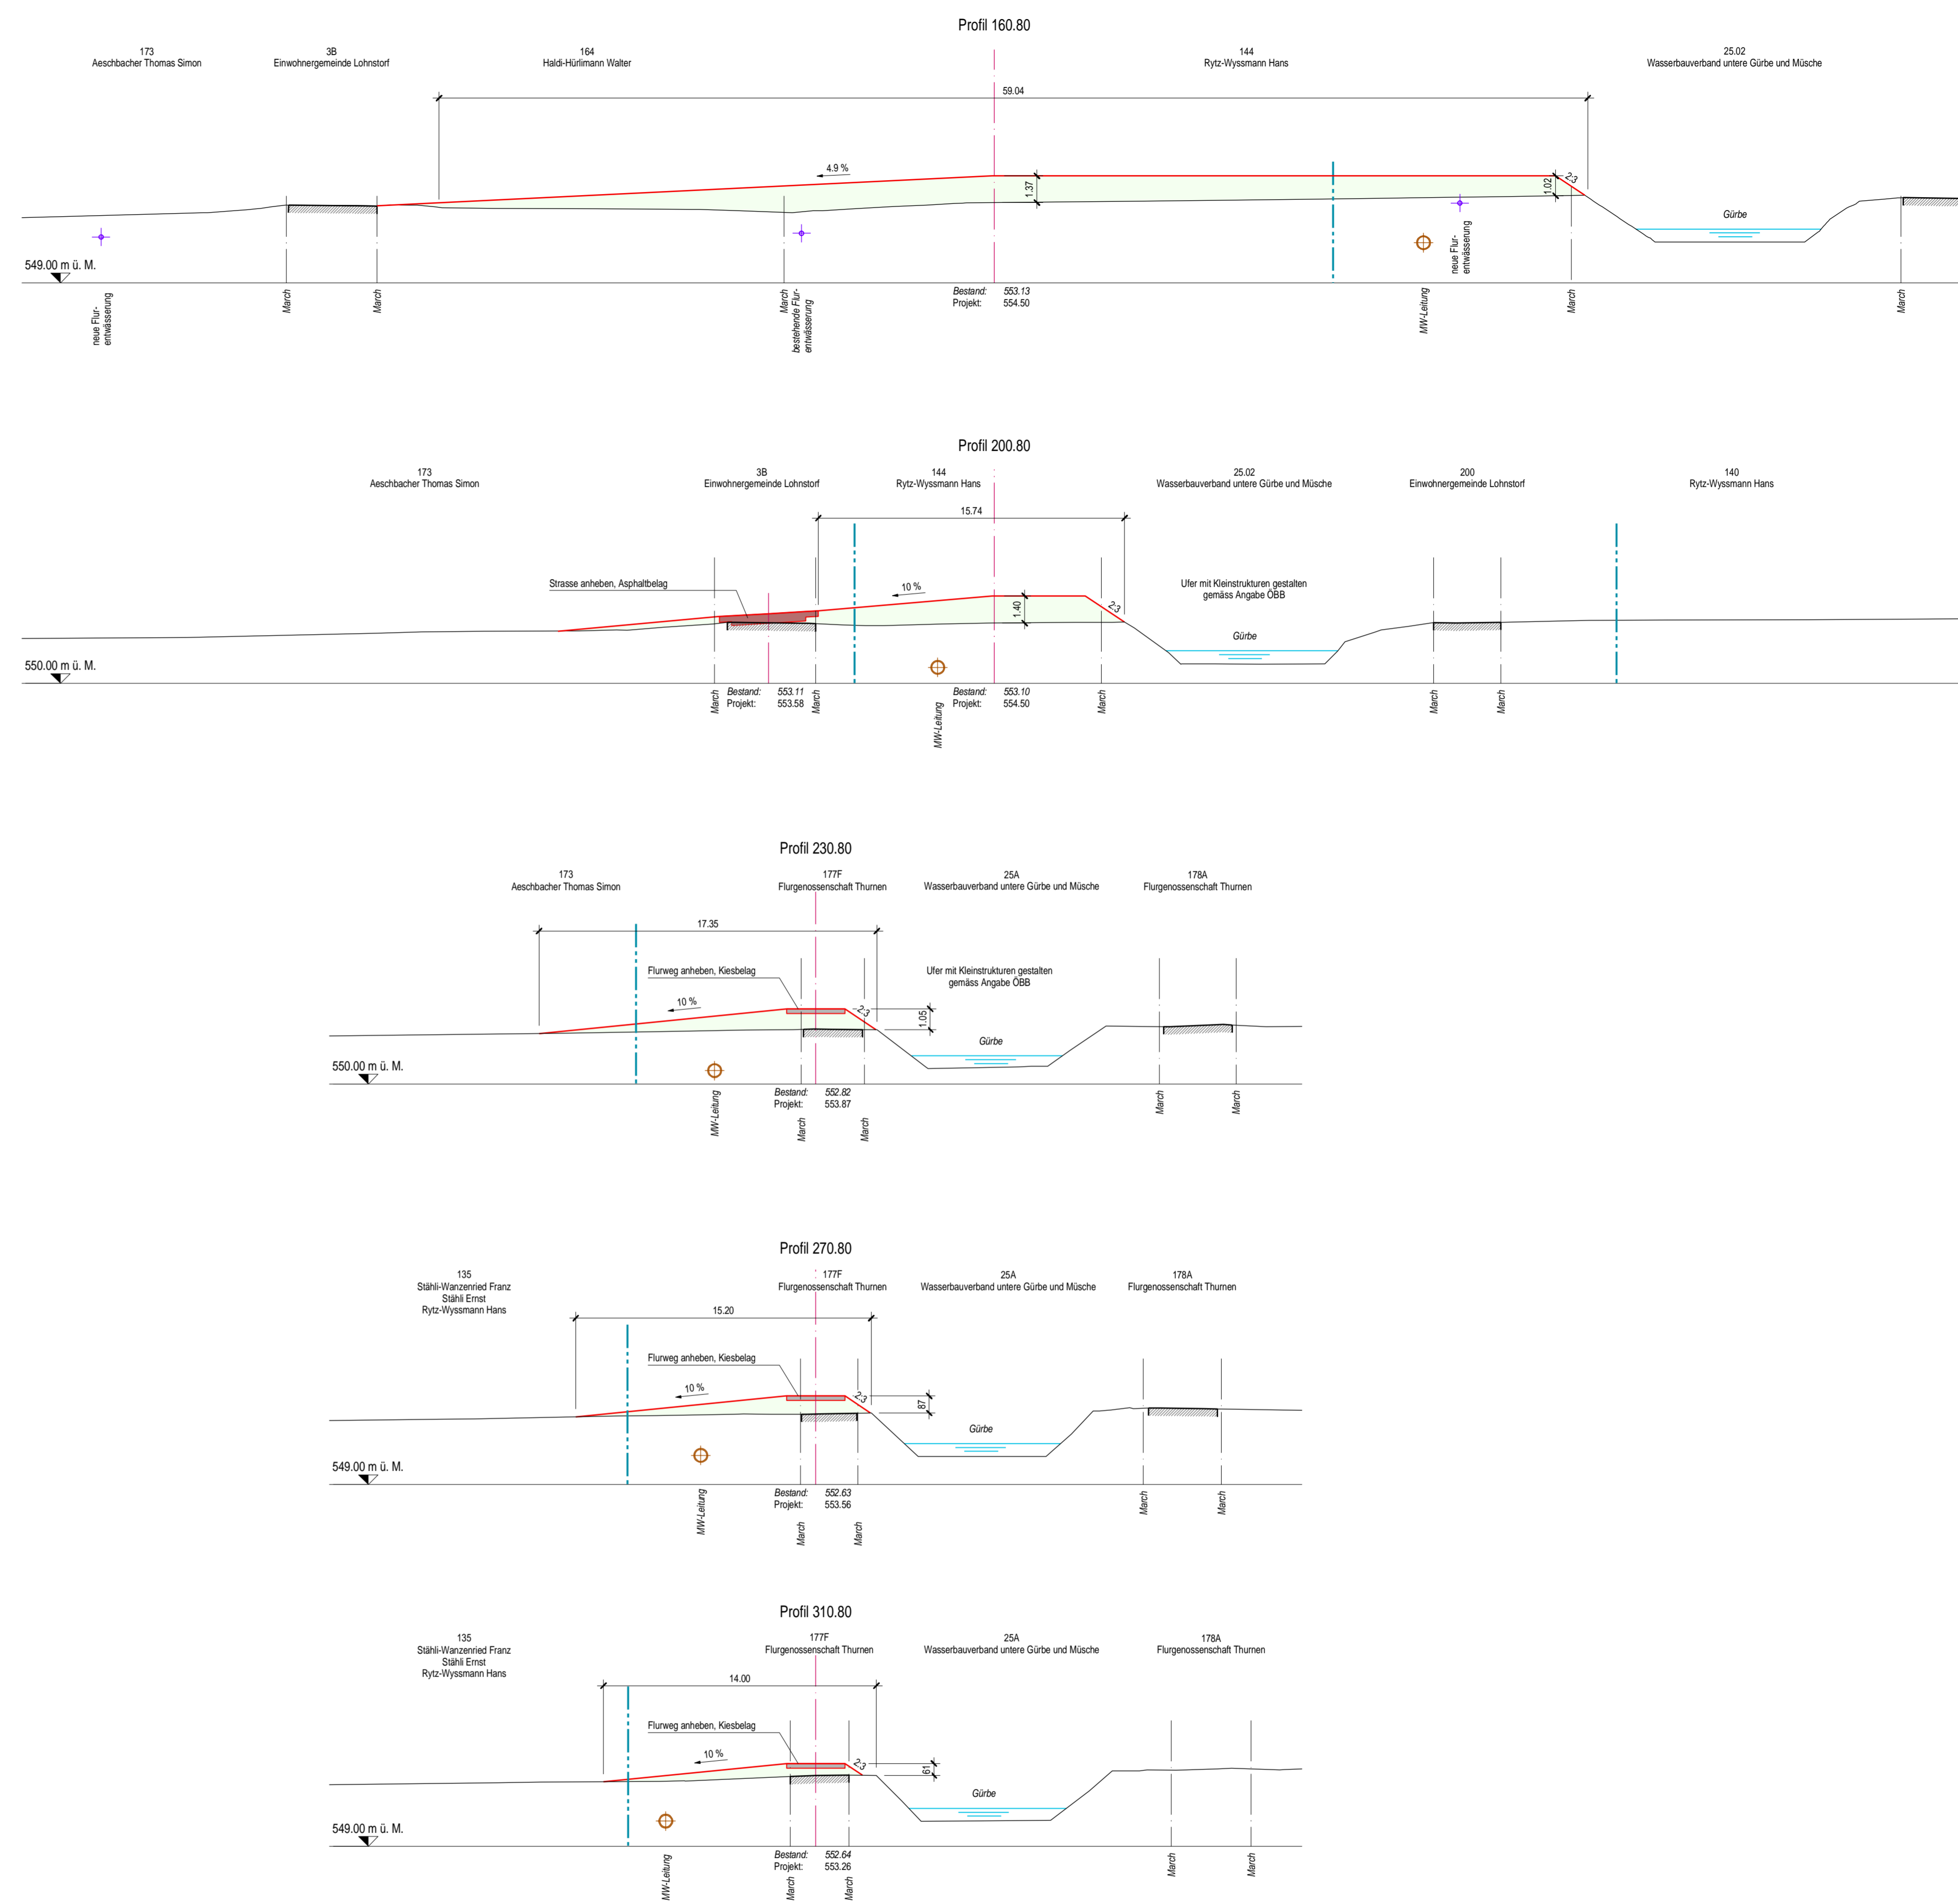 Profil 160.80
173
Aeschbacher Thomas Simon
3B
Einwohnergemeinde Lohnstorf
164
Haldi-Hürlimann Walter
144
Rytz-Wyssmann Hans
25.02
Wasserbauverband untere Gürbe und Müsche
59.04
4.9 %
1.37
1.02
2:3
Gürbe
neue Flur-
entwässerung
549.00 m ü. M.
neue Flur-
entwässerung
March
March
March
bestehende Flur-
entwässerung
Bestand: 553.13
Projekt: 554.50
MW-Leitung
March
March
Profil 200.80
173
Aeschbacher Thomas Simon
3B
Einwohnergemeinde Lohnstorf
144
Rytz-Wyssmann Hans
25.02
Wasserbauverband untere Gürbe und Müsche
200
Einwohnergemeinde Lohnstorf
140
Rytz-Wyssmann Hans
15.74
Strasse anheben, Asphaltbelag
10 %
1.40
2:3
Ufer mit Kleinstrukturen gestalten
gemäss Angabe ÖBB
Gürbe
550.00 m ü. M.
March
Bestand: 553.11
Projekt: 553.58
March
MW-Leitung
Bestand: 553.10
Projekt: 554.50
March
March
March
Profil 230.80
173
Aeschbacher Thomas Simon
177F
Flurgenossenschaft Thurnen
25A
Wasserbauverband untere Gürbe und Müsche
178A
Flurgenossenschaft Thurnen
17.35
Flurweg anheben, Kiesbelag
10 %
2:3
1.05
Ufer mit Kleinstrukturen gestalten
gemäss Angabe ÖBB
Gürbe
550.00 m ü. M.
MW-Leitung
Bestand: 552.82
Projekt: 553.87
March
March
March
March
Profil 270.80
135
Stähli-Wanzenried Franz
Stähli Ernst
Rytz-Wyssmann Hans
177F
Flurgenossenschaft Thurnen
25A
Wasserbauverband untere Gürbe und Müsche
178A
Flurgenossenschaft Thurnen
15.20
Flurweg anheben, Kiesbelag
10 %
2:3
87
Gürbe
549.00 m ü. M.
MW-Leitung
Bestand: 552.63
Projekt: 553.56
March
March
March
March
Profil 310.80
135
Stähli-Wanzenried Franz
Stähli Ernst
Rytz-Wyssmann Hans
177F
Flurgenossenschaft Thurnen
25A
Wasserbauverband untere Gürbe und Müsche
178A
Flurgenossenschaft Thurnen
14.00
Flurweg anheben, Kiesbelag
10 %
2:3
61
Gürbe
549.00 m ü. M.
MW-Leitung
Bestand: 552.64
Projekt: 553.26
March
March
March
March